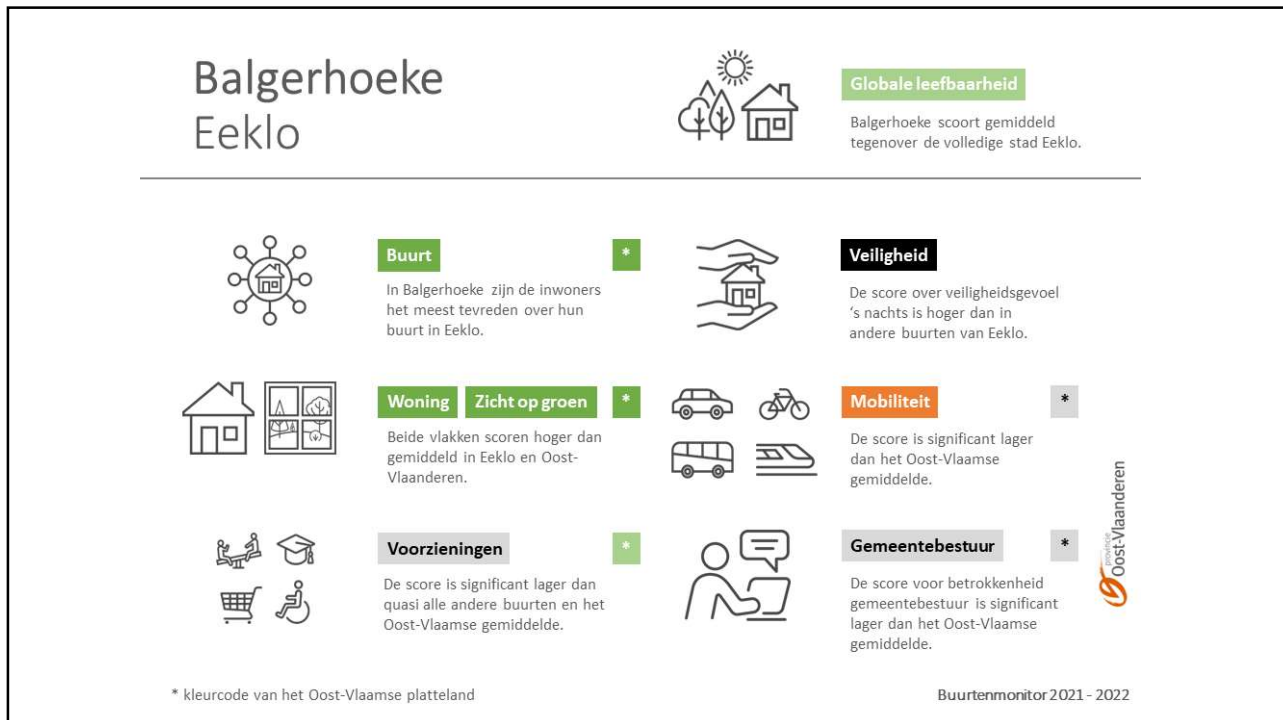 Balgerhoeke
Eeklo
Globale leefbaarheid
Balgerhoeke scoort gemiddeld
tegenover de volledige stad Eeklo.
Buurt
*
In Balgerhoeke zijn de inwoners
het meest tevreden over hun
buurt in Eeklo.
Veiligheid
De score over veiligheidsgevoel
‘s nachts is hoger dan in
andere buurten van Eeklo.
Woning
Zicht op groen
*
Beide vlakken scoren hoger dan
gemiddeld in Eeklo en Oost-
Vlaanderen.
Mobiliteit
*
De score is significant lager
dan het Oost-Vlaamse
gemiddelde.
Voorzieningen
*
De score is significant lager dan
quasi alle andere buurten en het
Oost-Vlaamse gemiddelde.
Gemeentebestuur
*
De score voor betrokkenheid
gemeentebestuur is significant
lager dan het Oost-Vlaamse
gemiddelde.
provincie
Oost-Vlaanderen
* kleurcode van het Oost-Vlaamse platteland
Buurtenmonitor 2021 - 2022